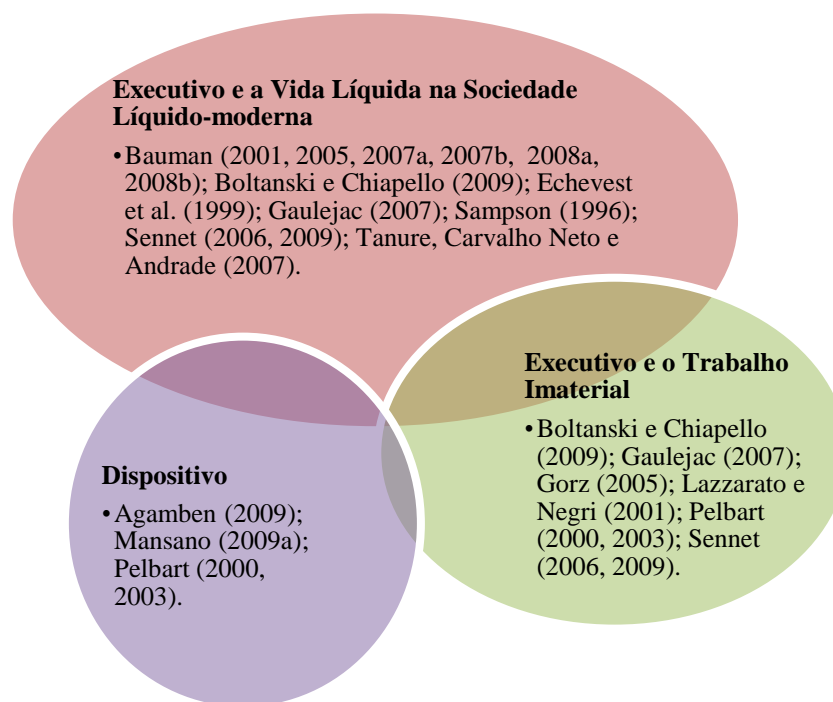 Executivo e a Vida Líquida na Sociedade
Líquido-moderna
•Bauman (2001, 2005, 2007a, 2007b, 2008a,
2008b); Boltanski e Chiapello (2009); Echevest
et al. (1999); Gaulejac (2007); Sampson (1996);
Sennet (2006, 2009); Tanure, Carvalho Neto e
Andrade (2007).
Executivo e o Trabalho
Imaterial
•Boltanski e Chiapello
(2009); Gaulejac (2007);
Gorz (2005); Lazzarato e
Negri (2001); Pelbart
(2000, 2003); Sennet
(2006, 2009).
Dispositivo
•Agamben (2009);
Mansano (2009a);
Pelbart (2000,
2003).